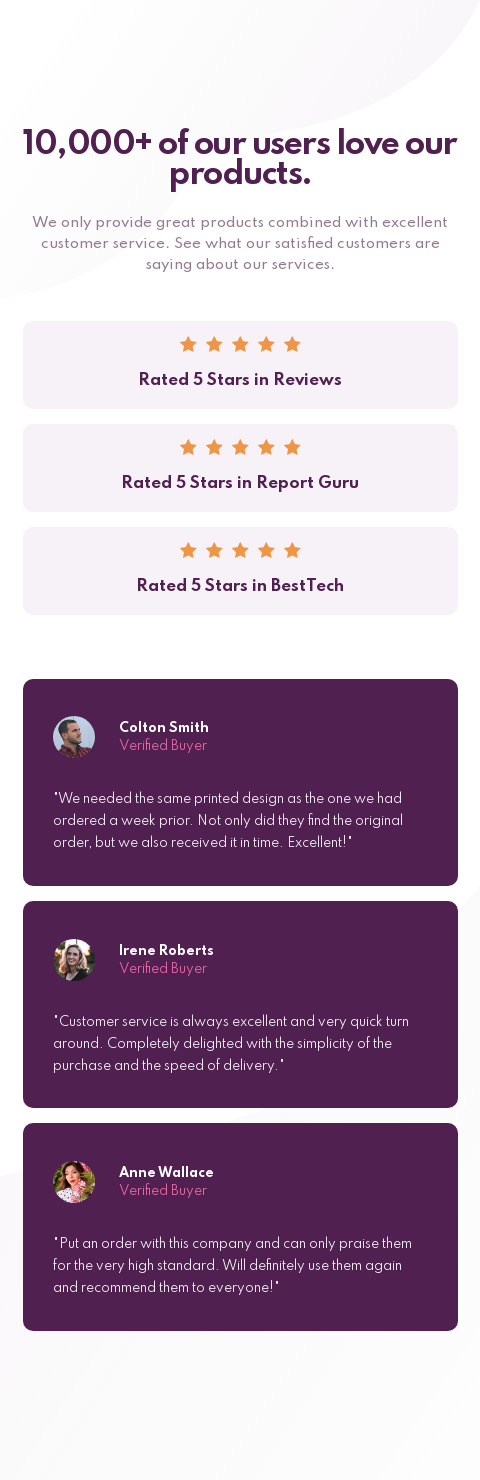 10,000+ of our users love our
products.
We only provide great products combined with excellent
customer service. See what our satisfied customers are
saying about our services.
Rated 5 Stars in Reviews
Rated 5 Stars in Report Guru
Rated 5 Stars in BestTech
Colton Smith
Verified Buyer
"We needed the same printed design as the one we had
ordered a week prior. Not only did they find the original
order, but we also received it in time. Excellent!"
Irene Roberts
Verified Buyer
"Customer service is always excellent and very quick turn
around. Completely delighted with the simplicity of the
purchase and the speed of delivery."
Anne Wallace
Verified Buyer
"Put an order with this company and can only praise them
for the very high standard. Will definitely use them again
and recommend them to everyone!"